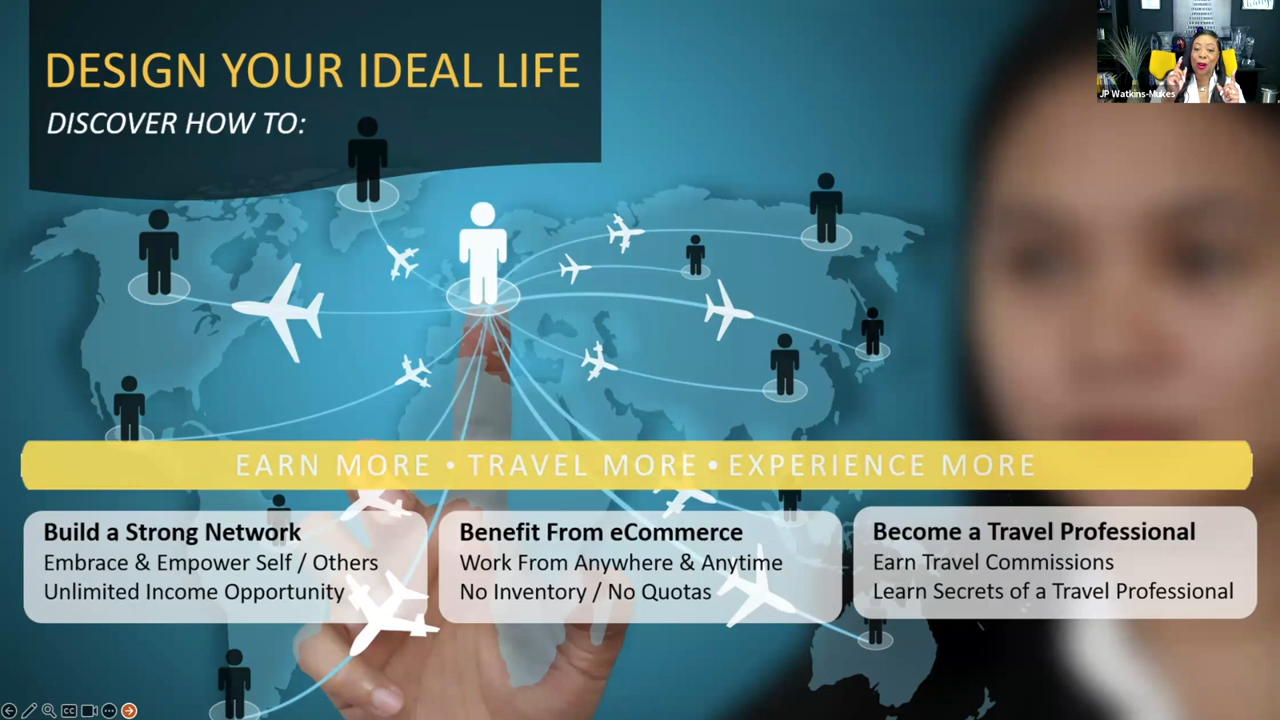 DESIGN YOUR IDEAL LIFE
DISCOVER HOW TO:
JP Watkins-Mukes
EARN MORE • TRAVEL MORE • EXPERIENCE MORE
Build a Strong Network
Embrace & Empower Self / Others
Unlimited Income Opportunity
Benefit From eCommerce
Work From Anywhere & Anytime
No Inventory / No Quotas
Become a Travel Professional
Earn Travel Commissions
Learn Secrets of a Travel Professional